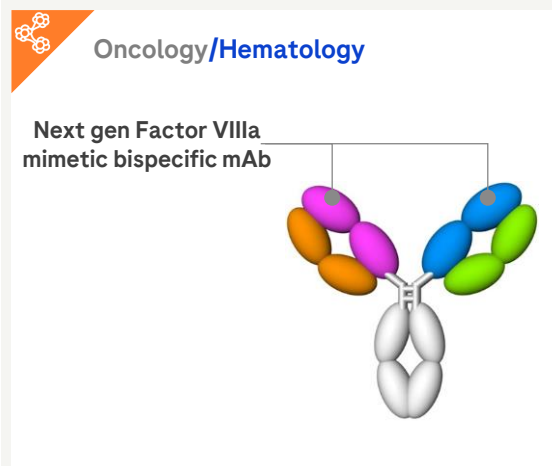 Oncology/Hematology
Next gen Factor VIIIa
mimetic bispecific mAb